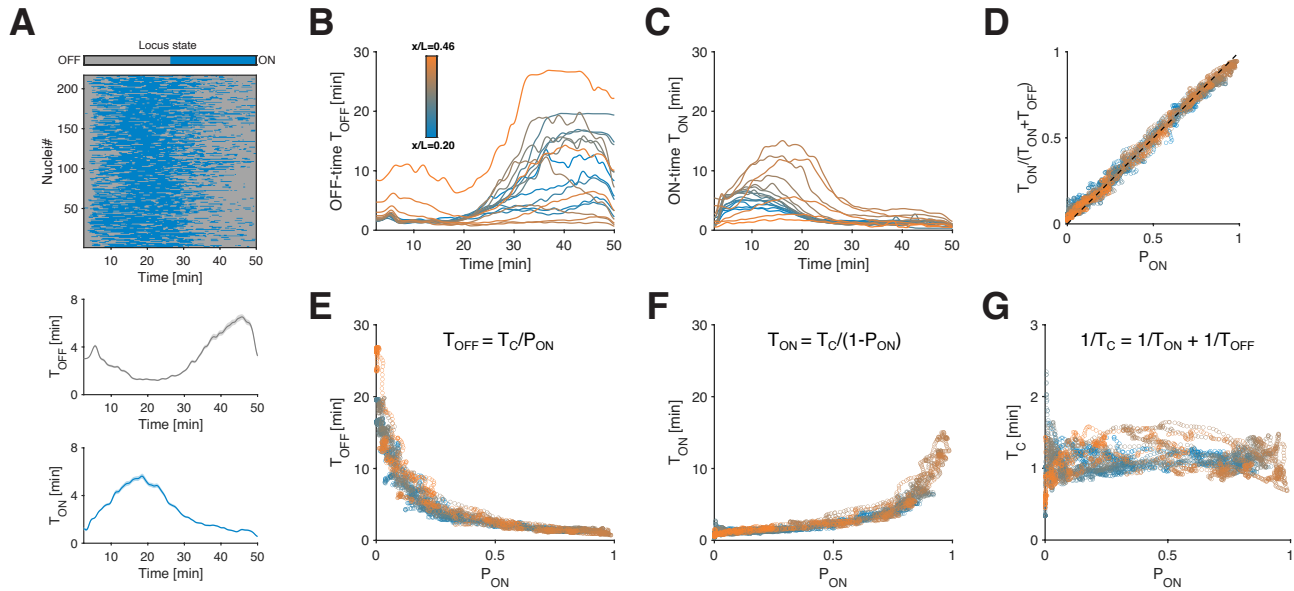 A
Locus state
OFF
ON
Nuclei#
200
150
100
50
10
20
30
40
50
Time [min]
8
4
0
T_OFF [min]
10
20
30
40
50
Time [min]
8
4
0
T_ON [min]
10
20
30
40
50
Time [min]
B
x/L=0.46
x/L=0.20
OFF-time T_OFF [min]
30
20
10
0
10
20
30
40
50
Time [min]
C
ON-time T_ON [min]
30
20
10
0
10
20
30
40
50
Time [min]
D
T_ON/(T_ON+T_OFF)
1
0.5
0
0
0.5
1
P_ON
E
T_OFF = T_C/P_ON
T_OFF [min]
30
20
10
0
0
0.5
1
P_ON
F
T_ON = T_C/(1-P_ON)
T_ON [min]
30
20
10
0
0
0.5
1
P_ON
G
1/T_C = 1/T_ON + 1/T_OFF
T_C [min]
3
2
1
0
0
0.5
1
P_ON